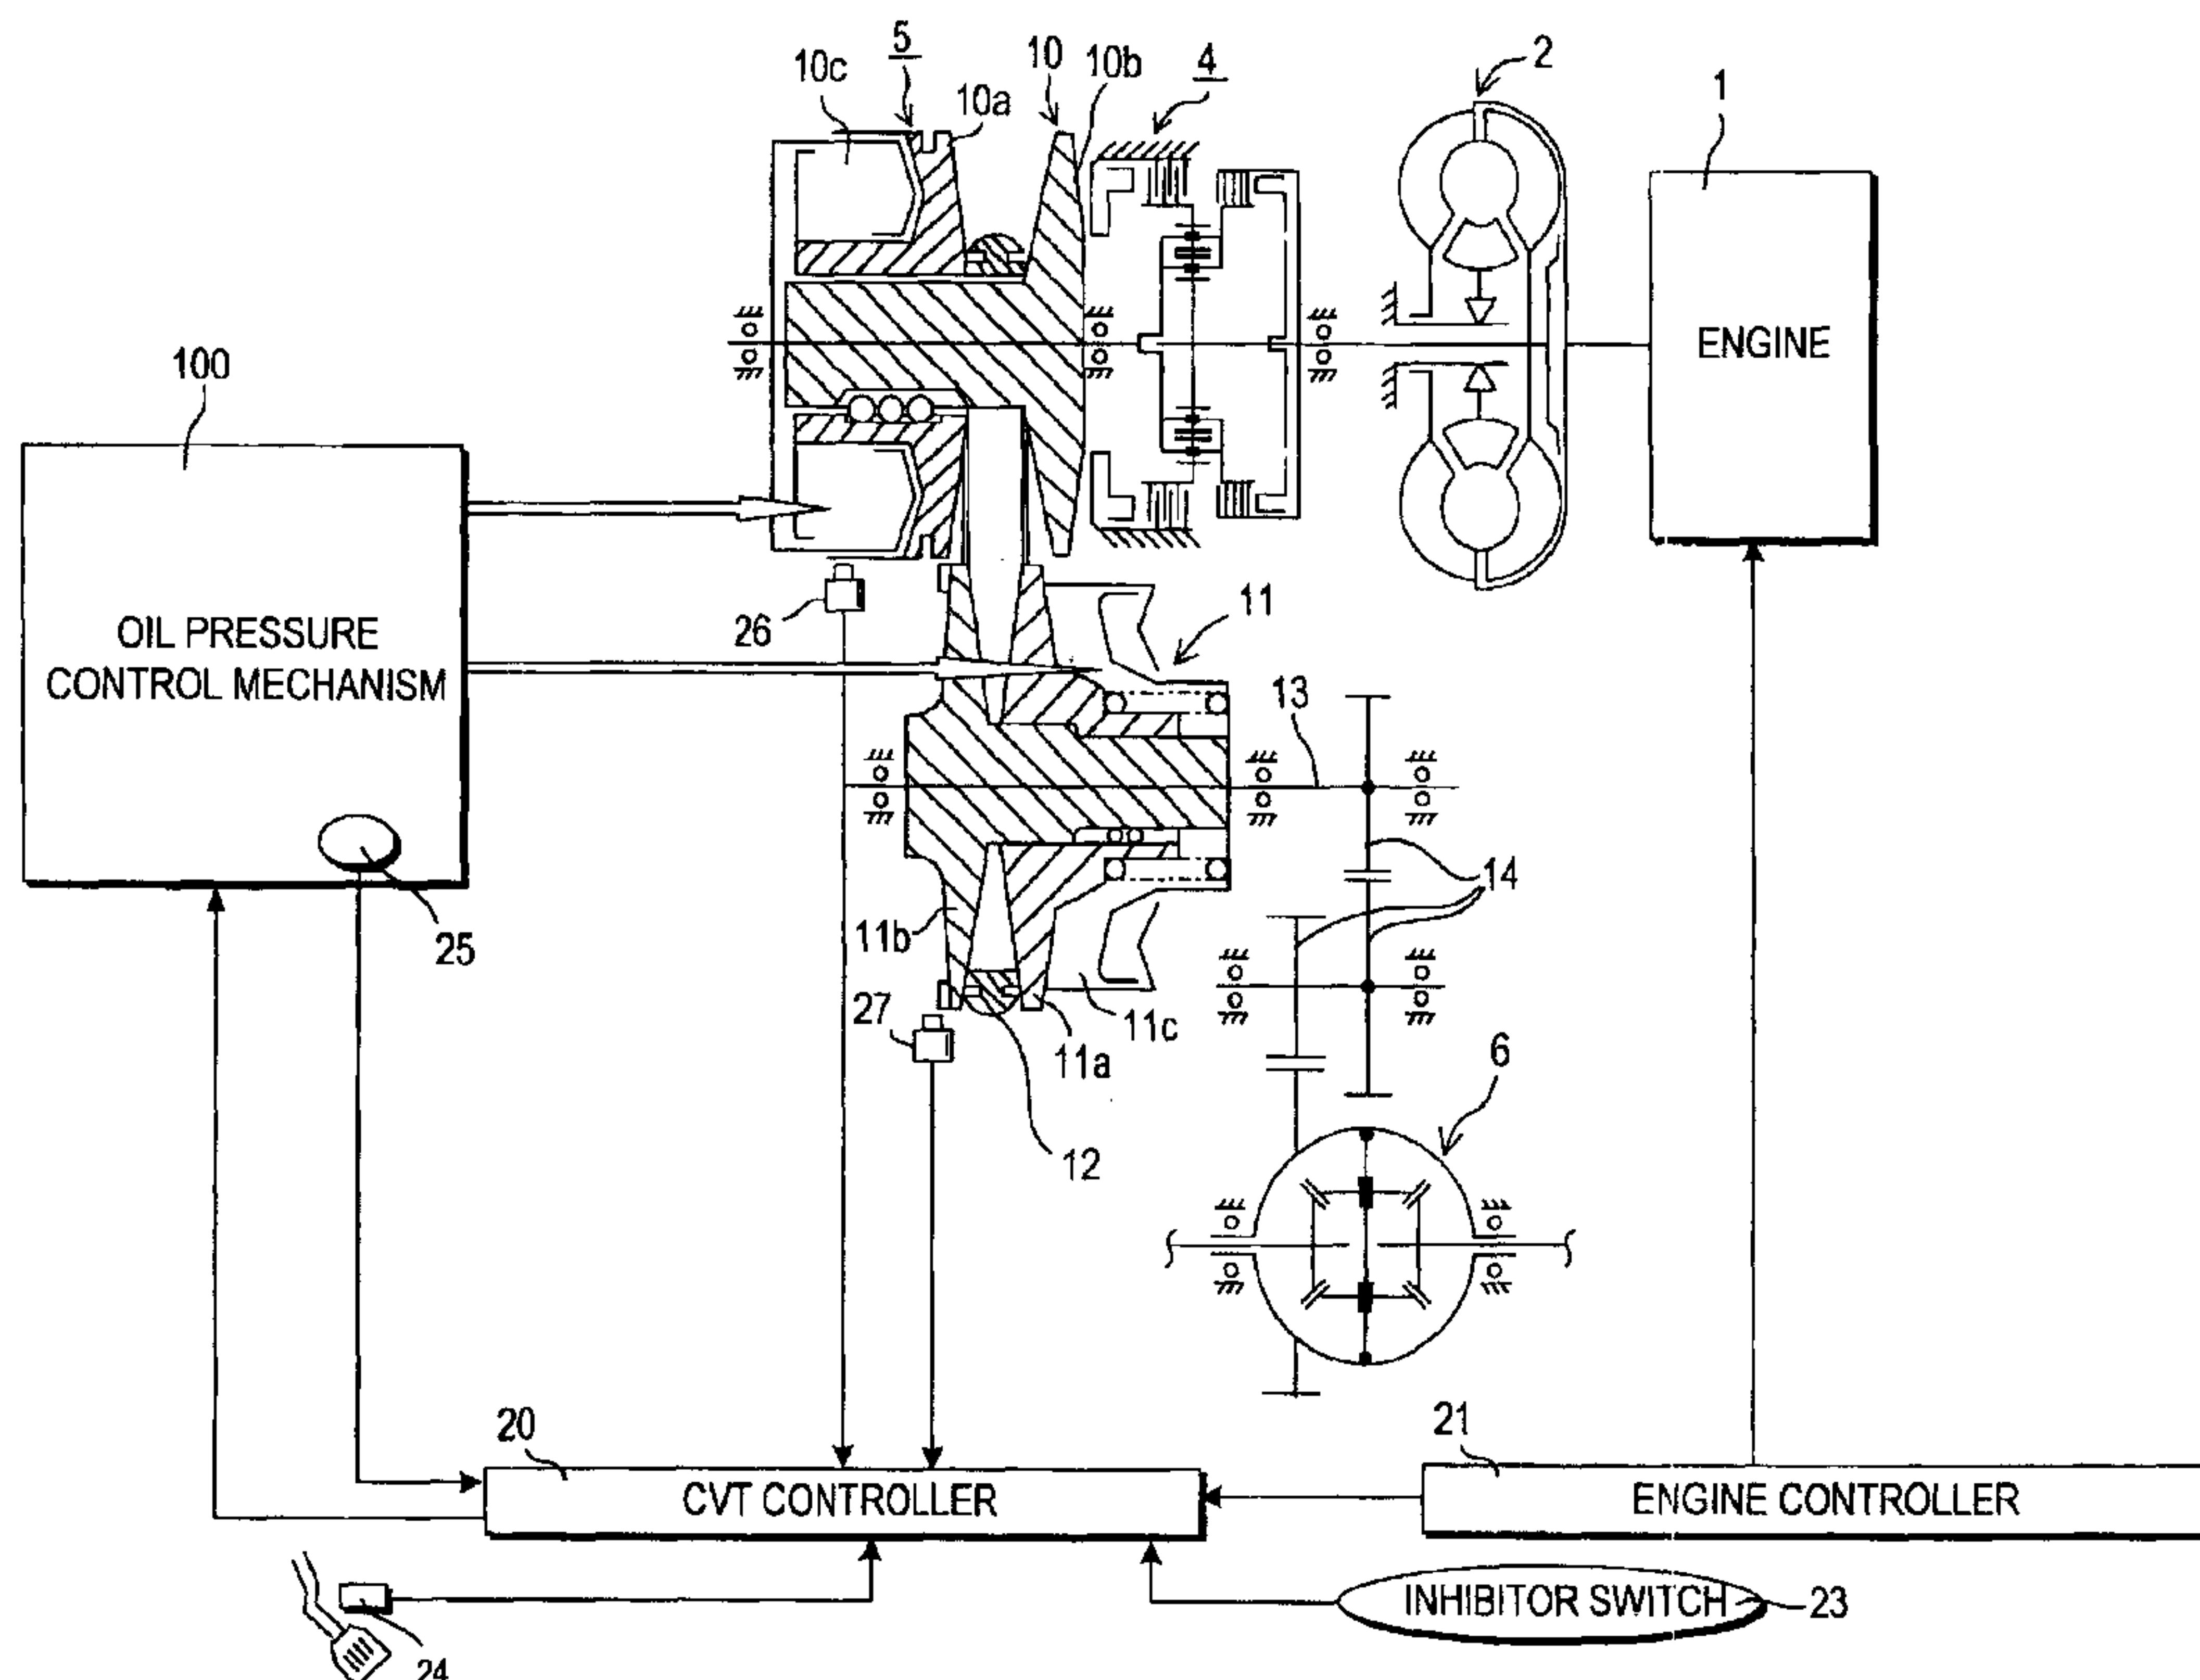 5
10
10b
4
2
10c
10a
1
100
ENGINE
26
11
OIL PRESSURE
CONTROL MECHANISM
13
14
25
11b
27
11c
11a
6
12
20
21
CVT CONTROLLER
ENGINE CONTROLLER
INHIBITOR SWITCH
23
24